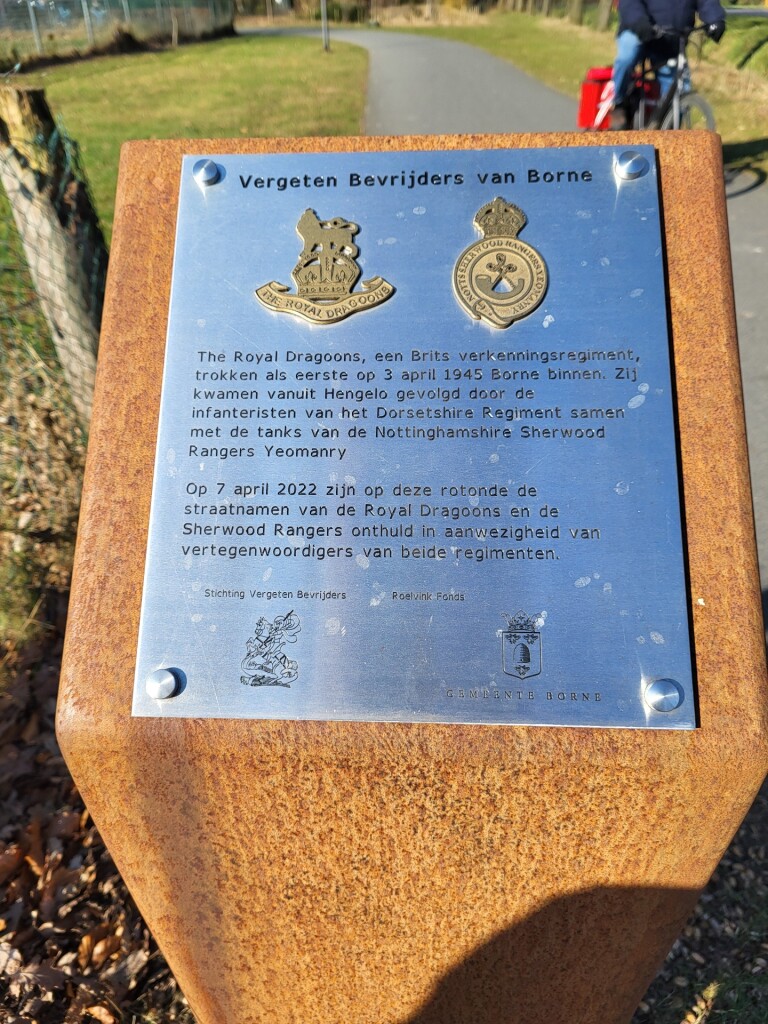 Vergeten Bevrijders van Borne
THE ROYAL DRAGOONS
NOTTS SHERWOOD RANGERS YEOMANRY
The Royal Dragoons, een Brits verkenningsregiment,
trokken als eerste op 3 april 1945 Borne binnen. Zij
kwamen vanuit Hengelo gevolgd door de
infanteristen van het Dorsetshire Regiment samen
met de tanks van de Nottinghamshire Sherwood
Rangers Yeomanry
Op 7 april 2022 zijn op deze rotonde de
straatnamen van de Royal Dragoons en de
Sherwood Rangers onthuld in aanwezigheid van
vertegenwoordigers van beide regimenten.
Stichting Vergeten Bevrijders Roelvink Fonds
GEMEENTE BORNE